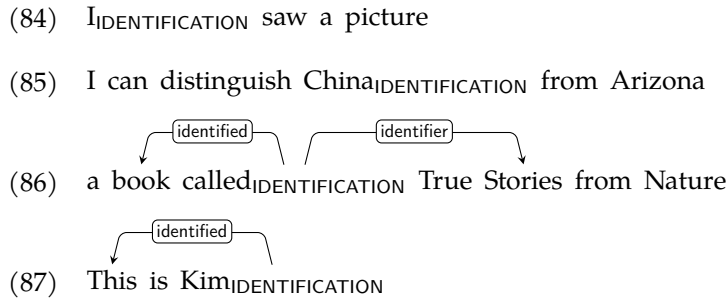 (84) I_IDENTIFICATION saw a picture
(85) I can distinguish China_IDENTIFICATION from Arizona
identified identifier
(86) a book called_IDENTIFICATION True Stories from Nature
identified
(87) This is Kim_IDENTIFICATION